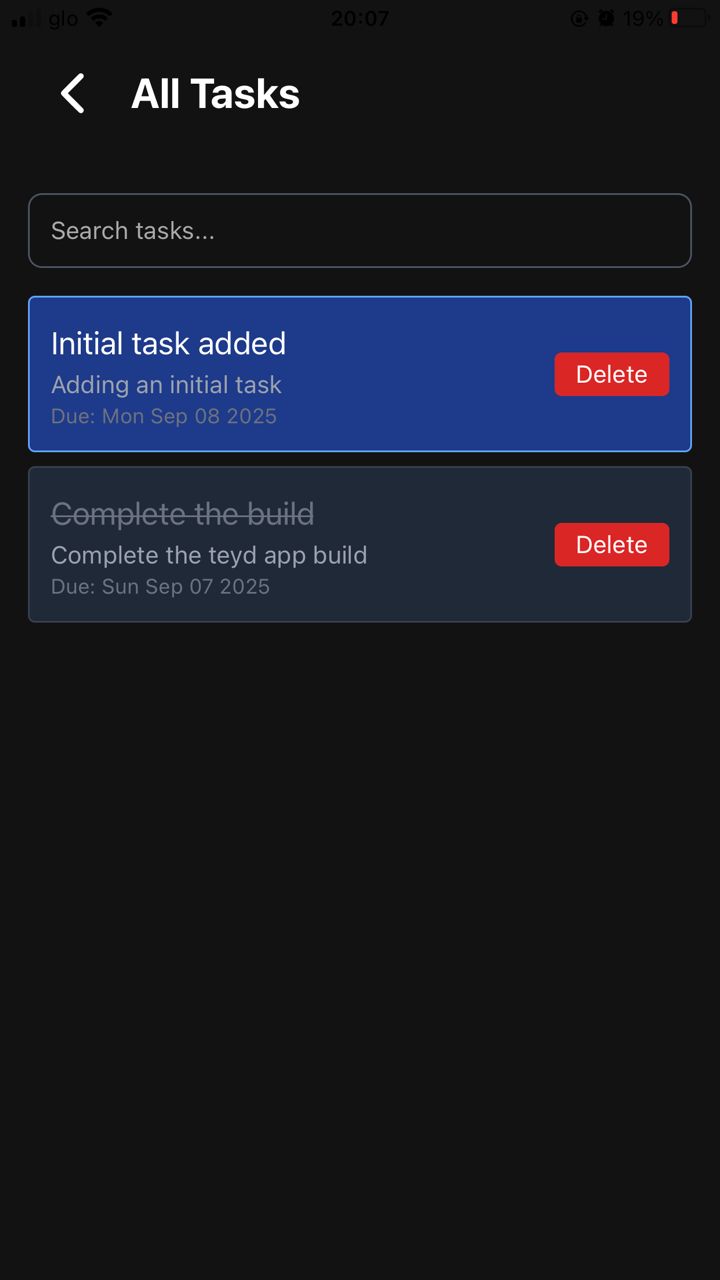 glo 20:07 19%
All Tasks
Search tasks...
Initial task added
Adding an initial task
Due: Mon Sep 08 2025
Delete
Complete the build
Complete the teyd app build
Due: Sun Sep 07 2025
Delete